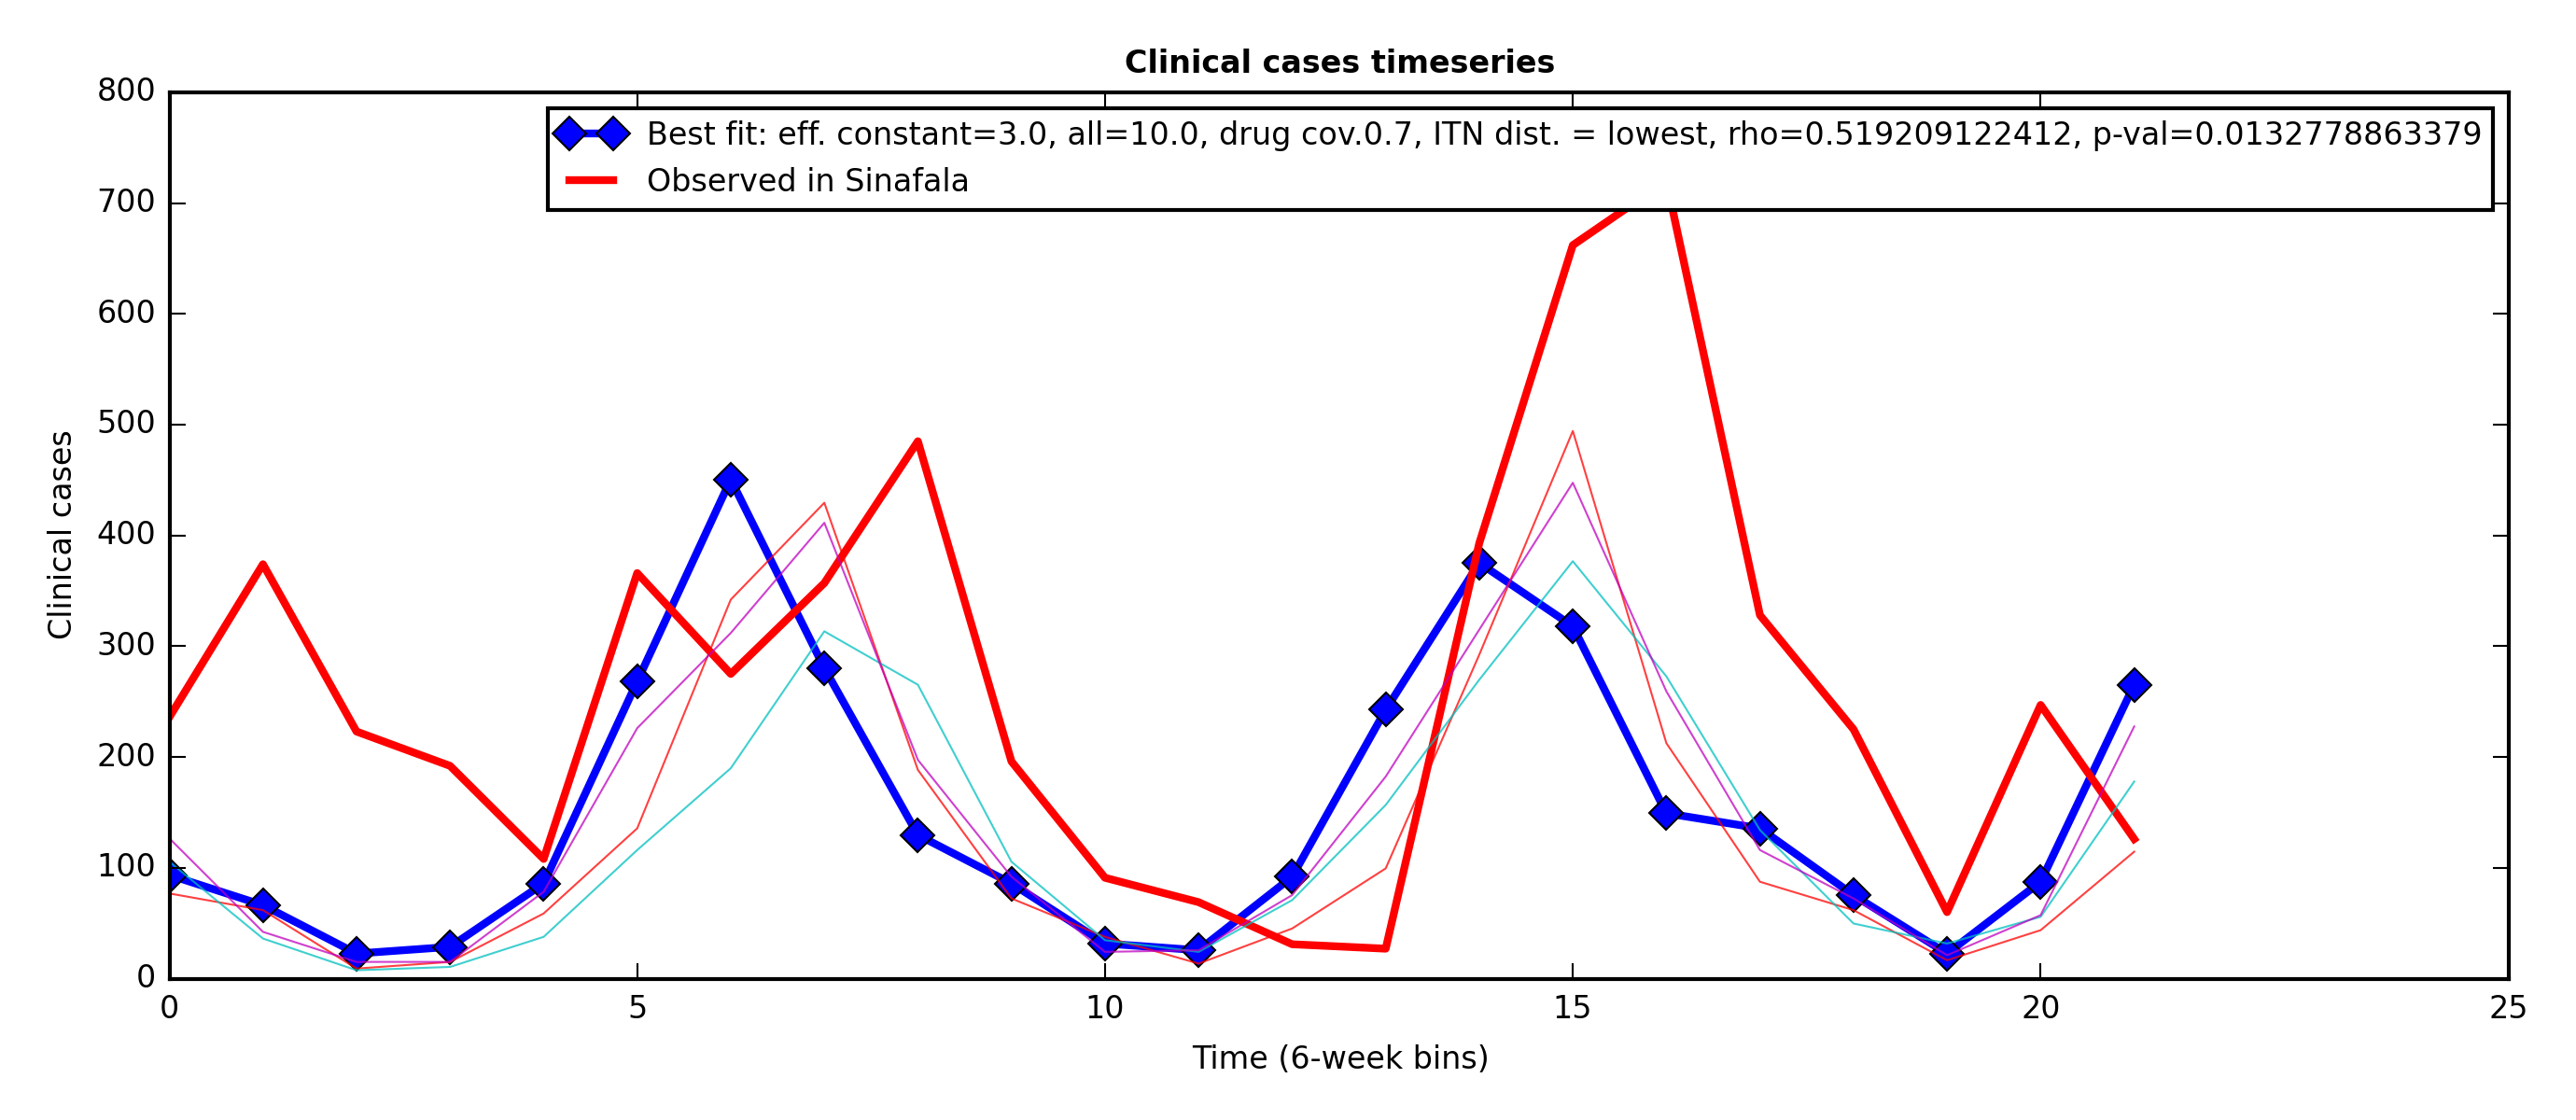 Clinical cases timeseries
800
700
600
500
400
300
200
100
0
Clinical cases
Best fit: eff. constant=3.0, all=10.0, drug cov.0.7, ITN dist. = lowest, rho=0.519209122412, p-val=0.0132778863379
Observed in Sinafala
0 5 10 15 20 25
Time (6-week bins)